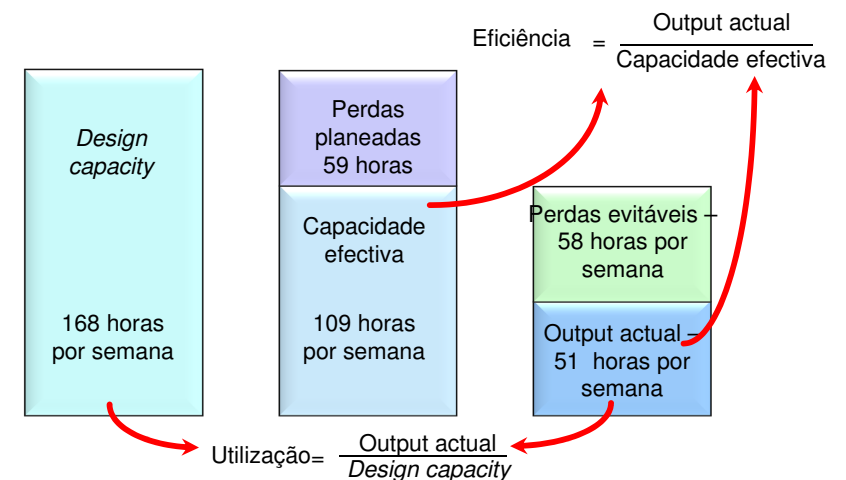 Eficiência = Output actual
Capacidade efectiva
Design
capacity
168 horas
por semana
Perdas
planeadas
59 horas
Capacidade
efectiva
109 horas
por semana
Perdas evitáveis –
58 horas por
semana
Output actual –
51 horas por
semana
Utilização= Output actual
Design capacity